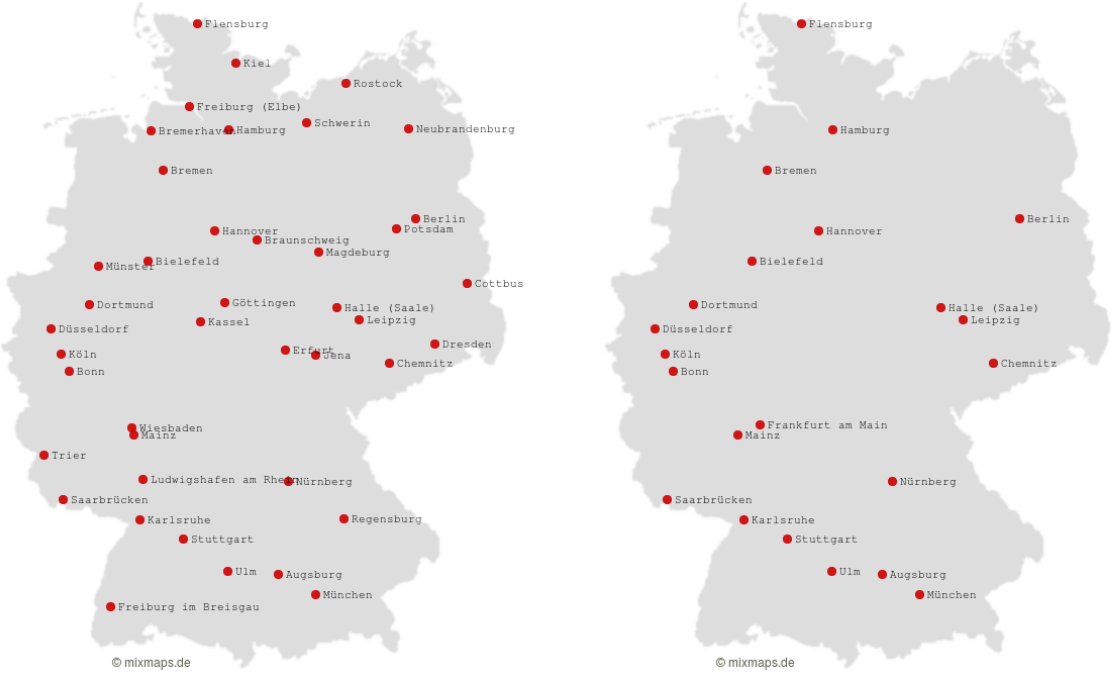 Flensburg
Kiel
Rostock
Freiburg (Elbe)
Schwerin
Bremerhaven
Hamburg
Neubrandenburg
Bremen
Berlin
Potsdam
Hannover
Braunschweig
Magdeburg
Bielefeld
Münster
Cottbus
Göttingen
Dortmund
Halle (Saale)
Leipzig
Kassel
Düsseldorf
Dresden
Erfurt
Jena
Köln
Chemnitz
Bonn
Wiesbaden
Mainz
Trier
Ludwigshafen am Rhein
Nürnberg
Saarbrücken
Karlsruhe
Regensburg
Stuttgart
Ulm
Augsburg
München
Freiburg im Breisgau
© mixmaps.de
Flensburg
Hamburg
Bremen
Berlin
Hannover
Bielefeld
Dortmund
Halle (Saale)
Leipzig
Düsseldorf
Köln
Chemnitz
Bonn
Frankfurt am Main
Mainz
Nürnberg
Saarbrücken
Karlsruhe
Stuttgart
Ulm
Augsburg
München
© mixmaps.de